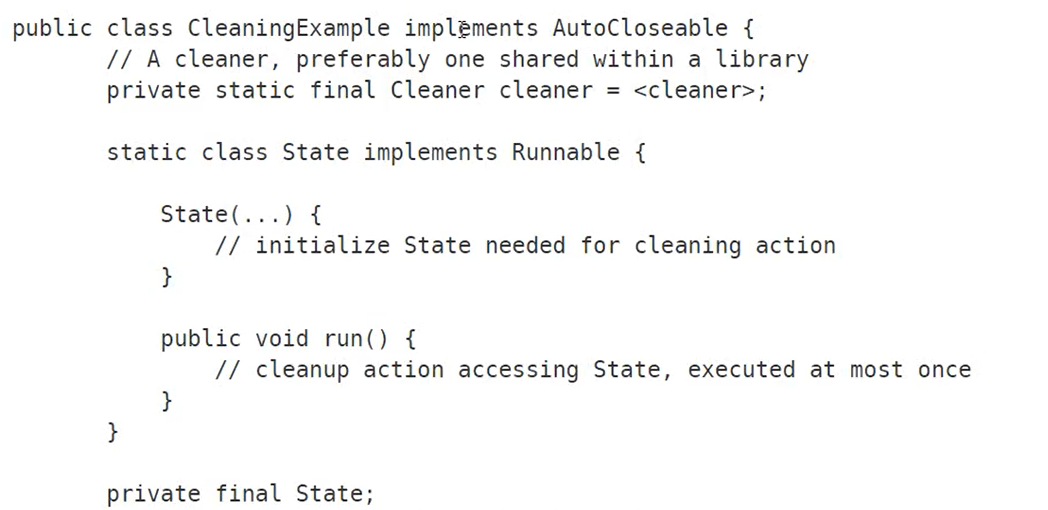 public class CleaningExample implements AutoCloseable {
// A cleaner, preferably one shared within a library
private static final Cleaner cleaner = <cleaner>;
static class State implements Runnable {
State(...) {
// initialize State needed for cleaning action
}
public void run() {
// cleanup action accessing State, executed at most once
}
}
private final State;